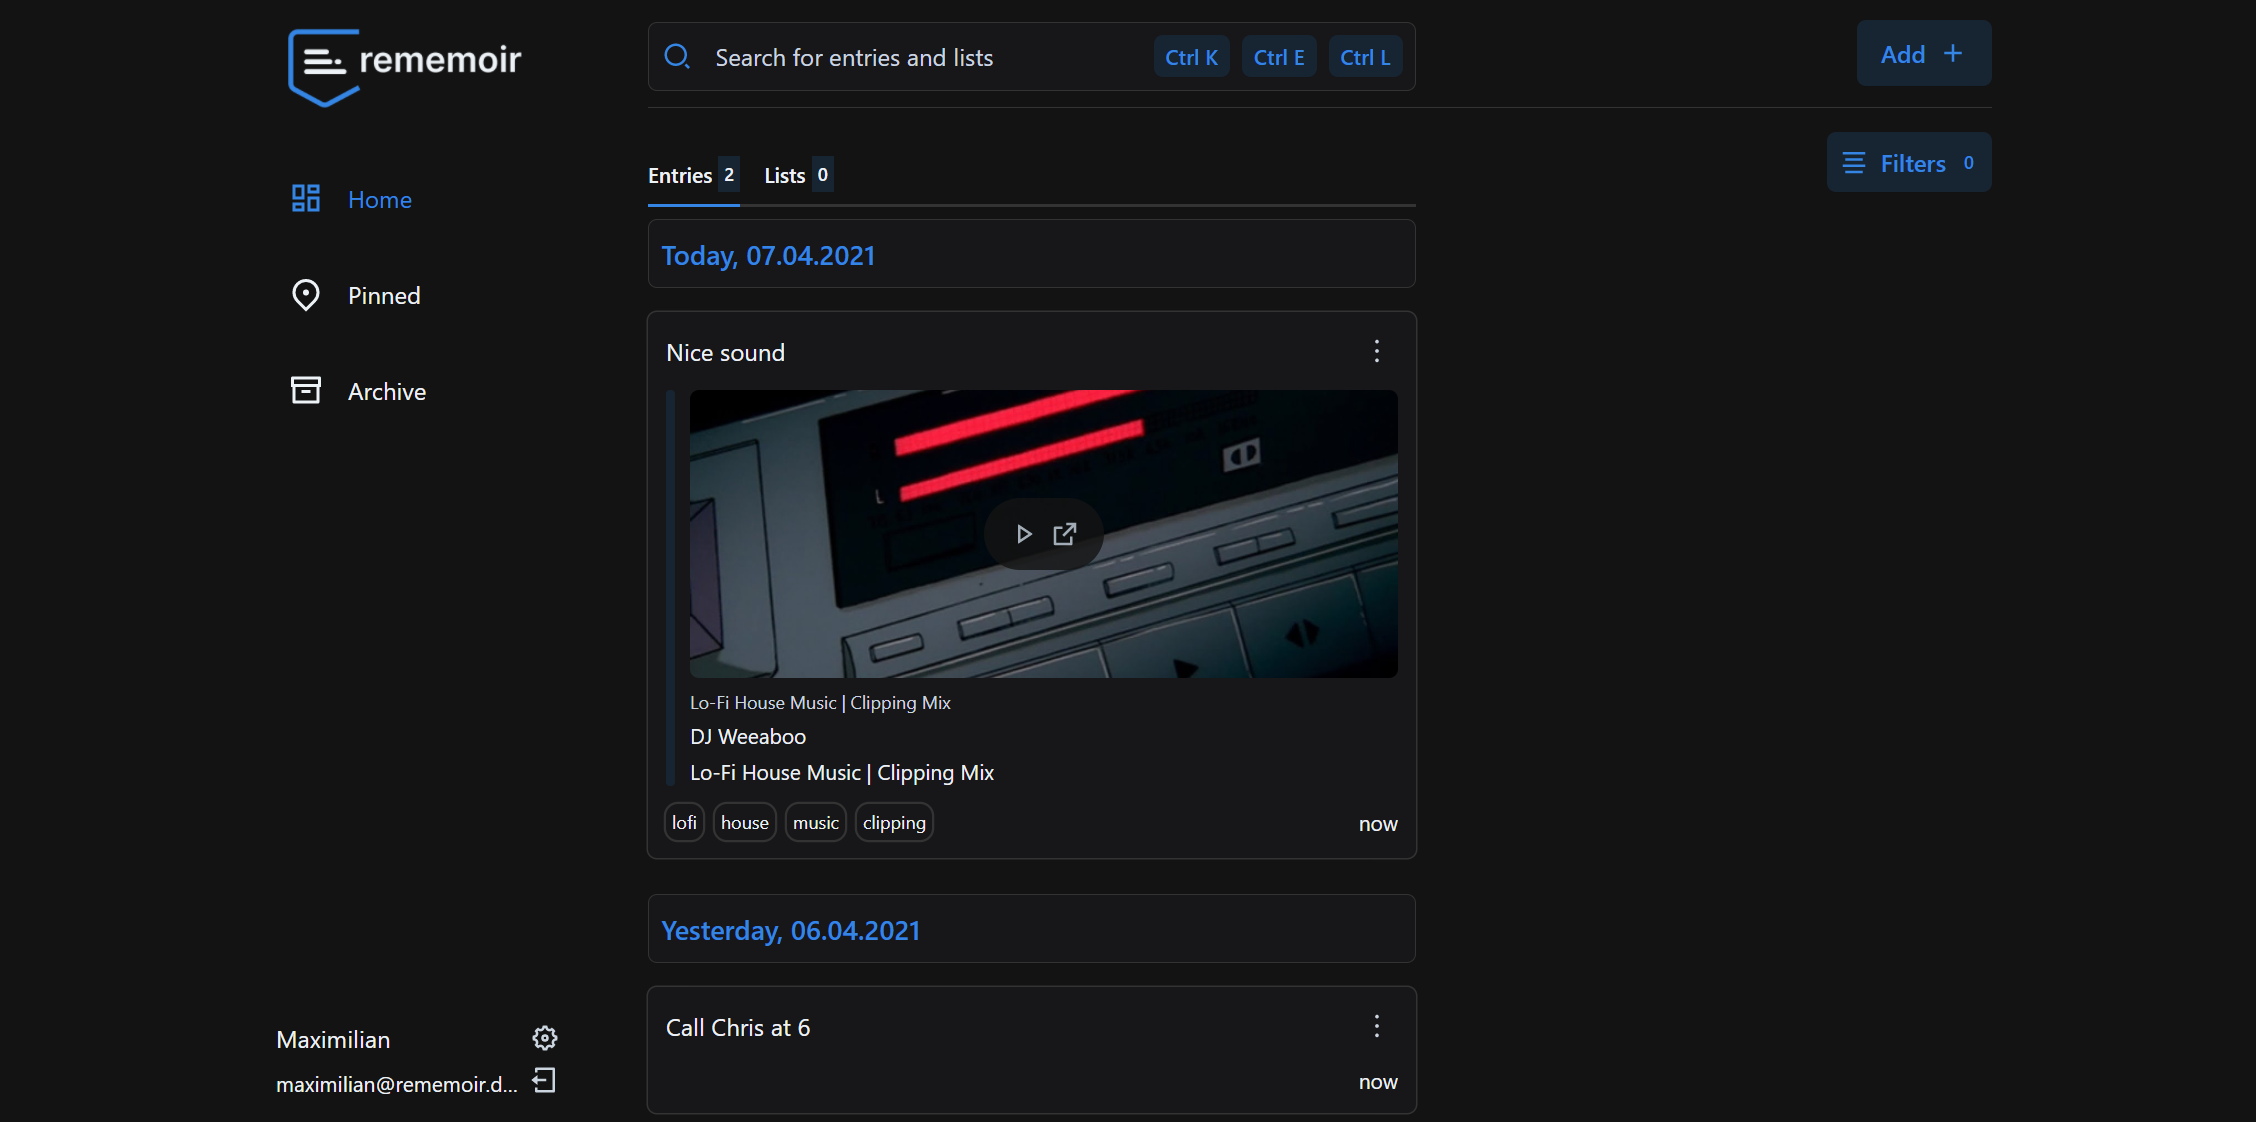 rememoir
Search for entries and lists Ctrl K Ctrl E Ctrl L
Add +
Home
Pinned
Archive
Entries 2 Lists 0
Filters 0
Today, 07.04.2021
Nice sound
L
Lo-Fi House Music | Clipping Mix
DJ Weeaboo
Lo-Fi House Music | Clipping Mix
lofi house music clipping
now
Yesterday, 06.04.2021
Call Chris at 6
now
Maximilian
maximilian@rememoir.d...